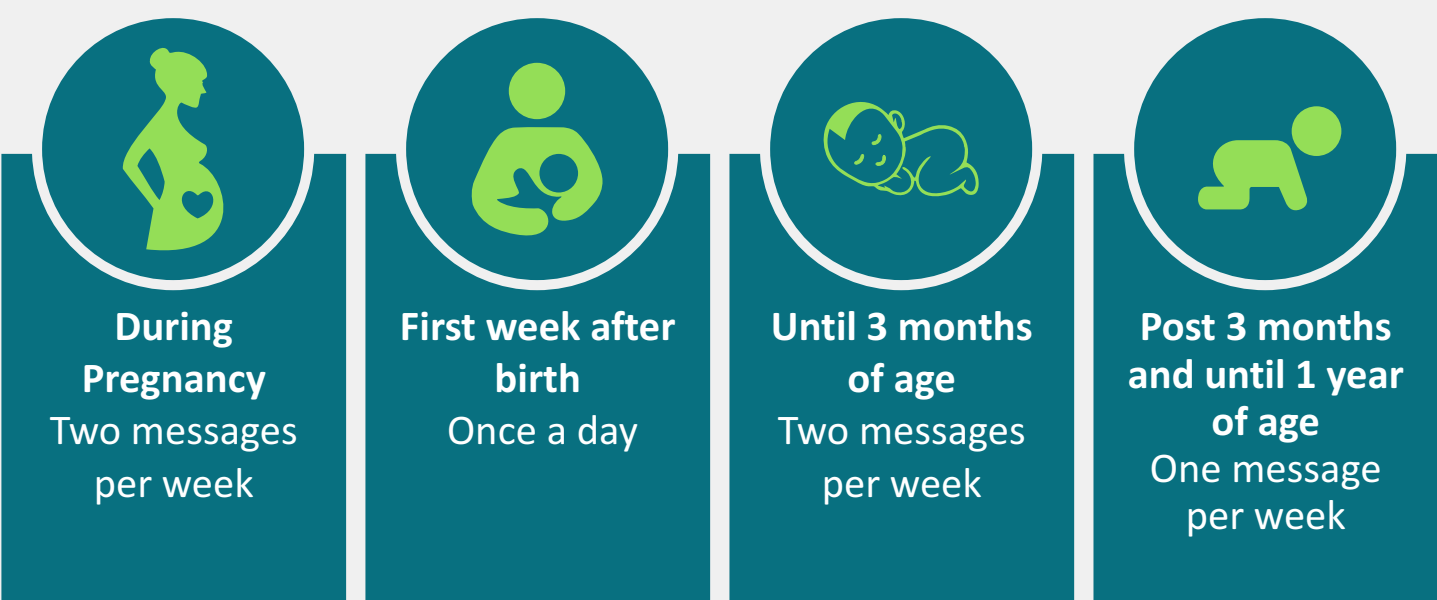 During
Pregnancy
Two messages
per week
First week after
birth
Once a day
Until 3 months
of age
Two messages
per week
Post 3 months
and until 1 year
of age
One message
per week